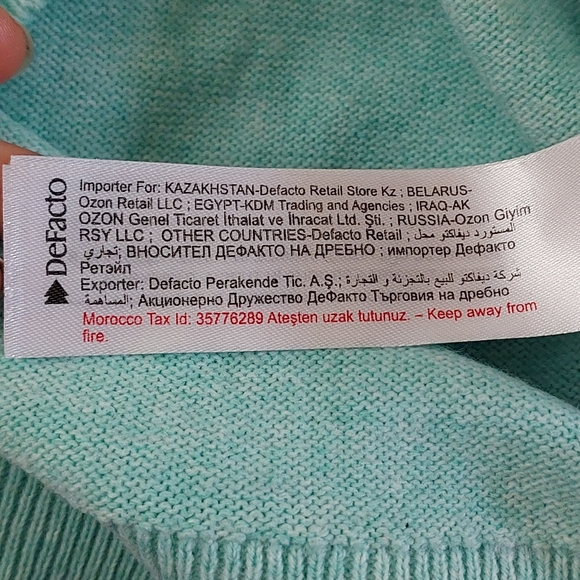 DeFacto
Importer For: KAZAKHSTAN-Defacto Retail Store Kz ; BELARUS-
Ozon Retail LLC ; EGYPT-KDM Trading and Agencies ; IRAQ-AK
OZON Genel Ticaret İthalat ve İhracat Ltd. Şti. ; RUSSIA-Ozon Giyim
RSY LLC ; OTHER COUNTRIES-Defacto Retail ; المستورد ديفاكتو محل
تجاري; ВНОСИТЕЛ ДЕФАКТО НА ДРЕБНО ; импортер Дефакто
Ретэйл
Exporter: Defacto Perakende Tic. A.Ş.; شركة ديفاكتو للبيع بالتجزئة و التجارة
المساهمة; Акционерно Дружество ДеФакто Търговия на дребно
Morocco Tax Id: 35776289 Ateşten uzak tutunuz. – Keep away from
fire.